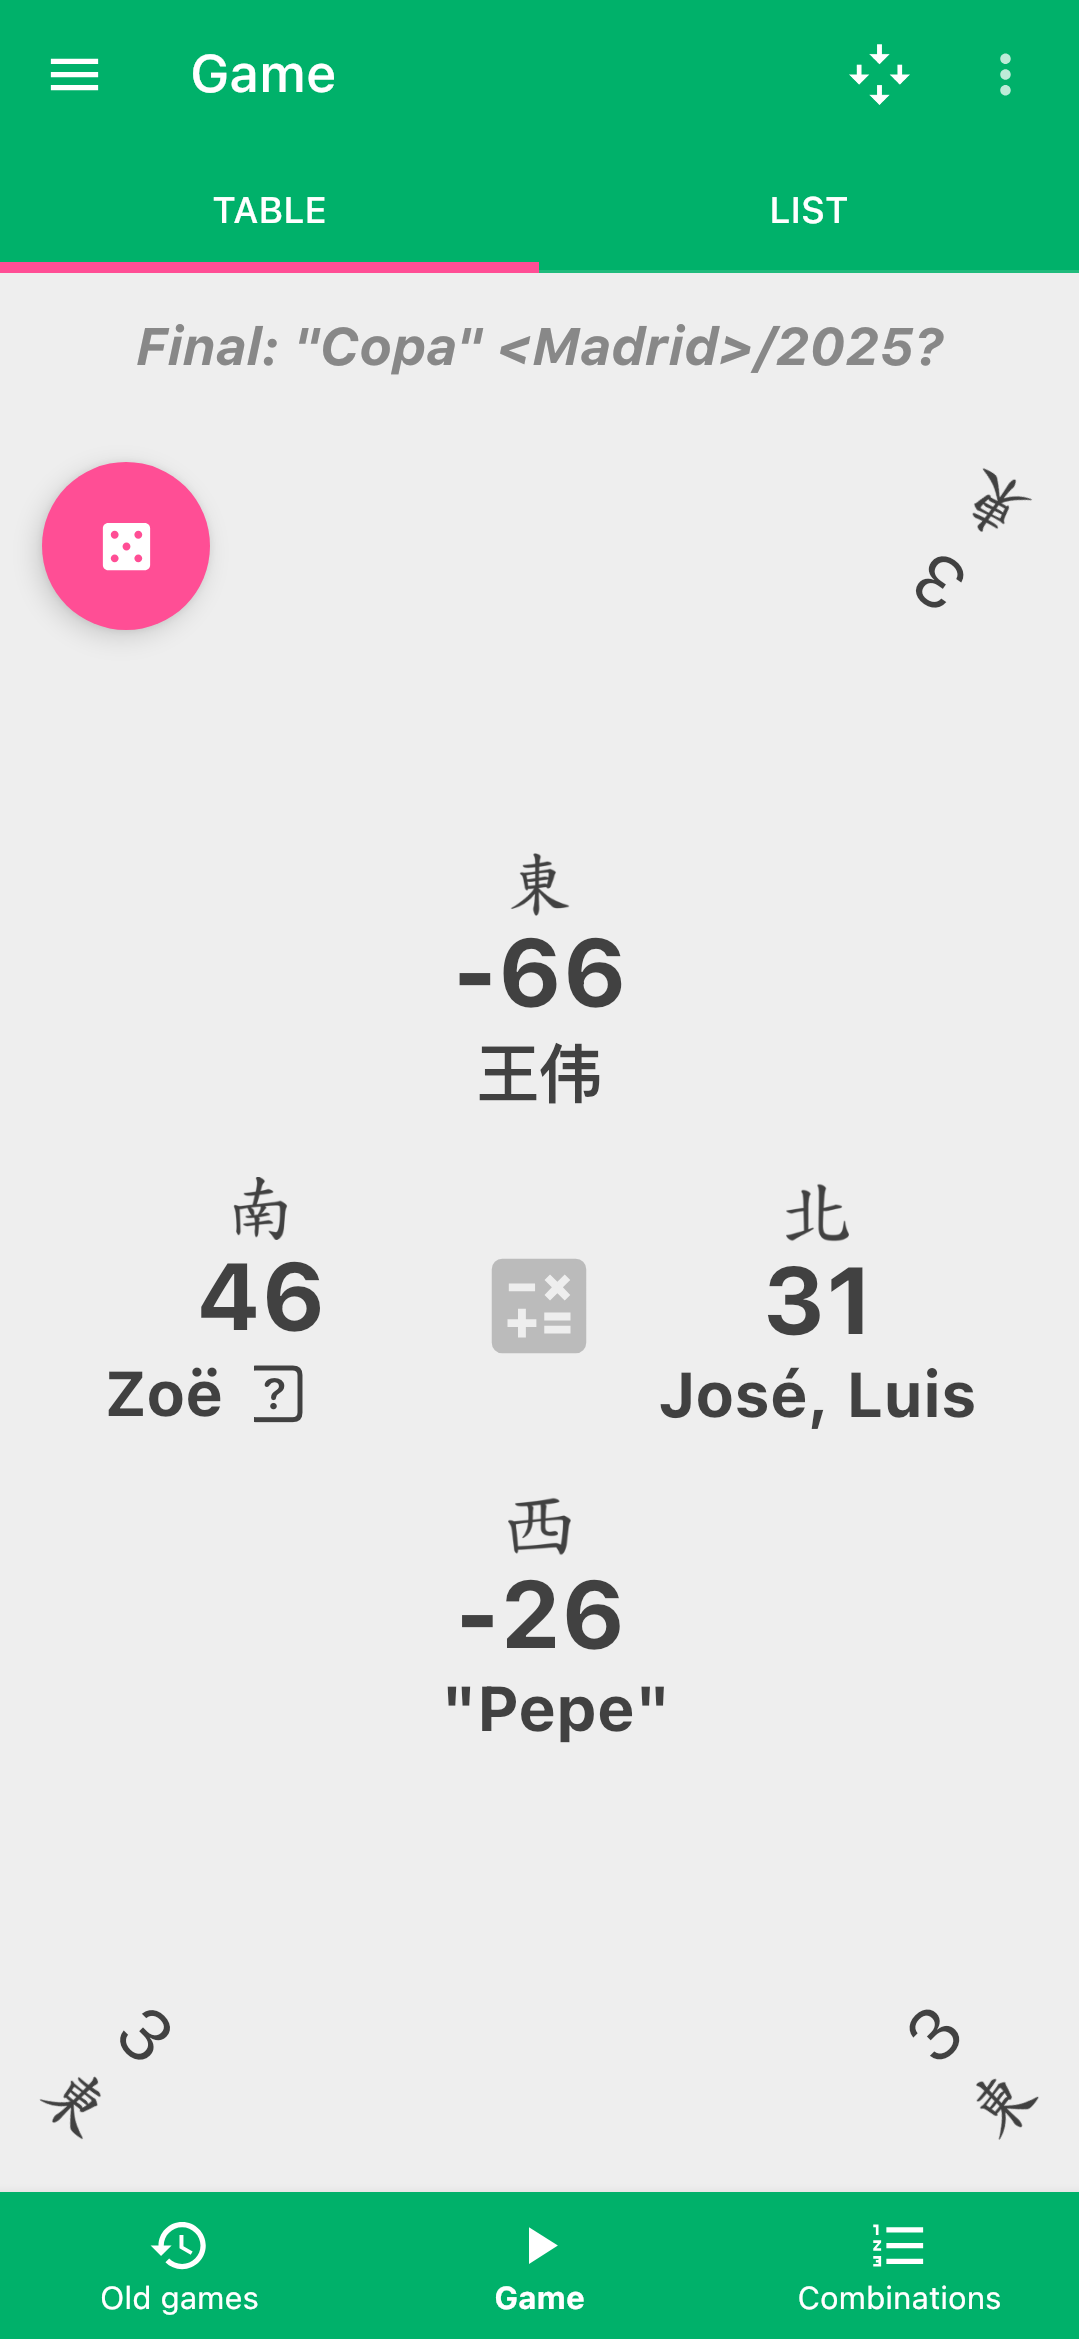 Game
TABLE
LIST
Final: "Copa" <Madrid>/2025?
東
3
東
-66
王伟
南
46
Zoë
北
31
José, Luis
西
-26
"Pepe"
3
東
3
東
Old games
Game
Combinations